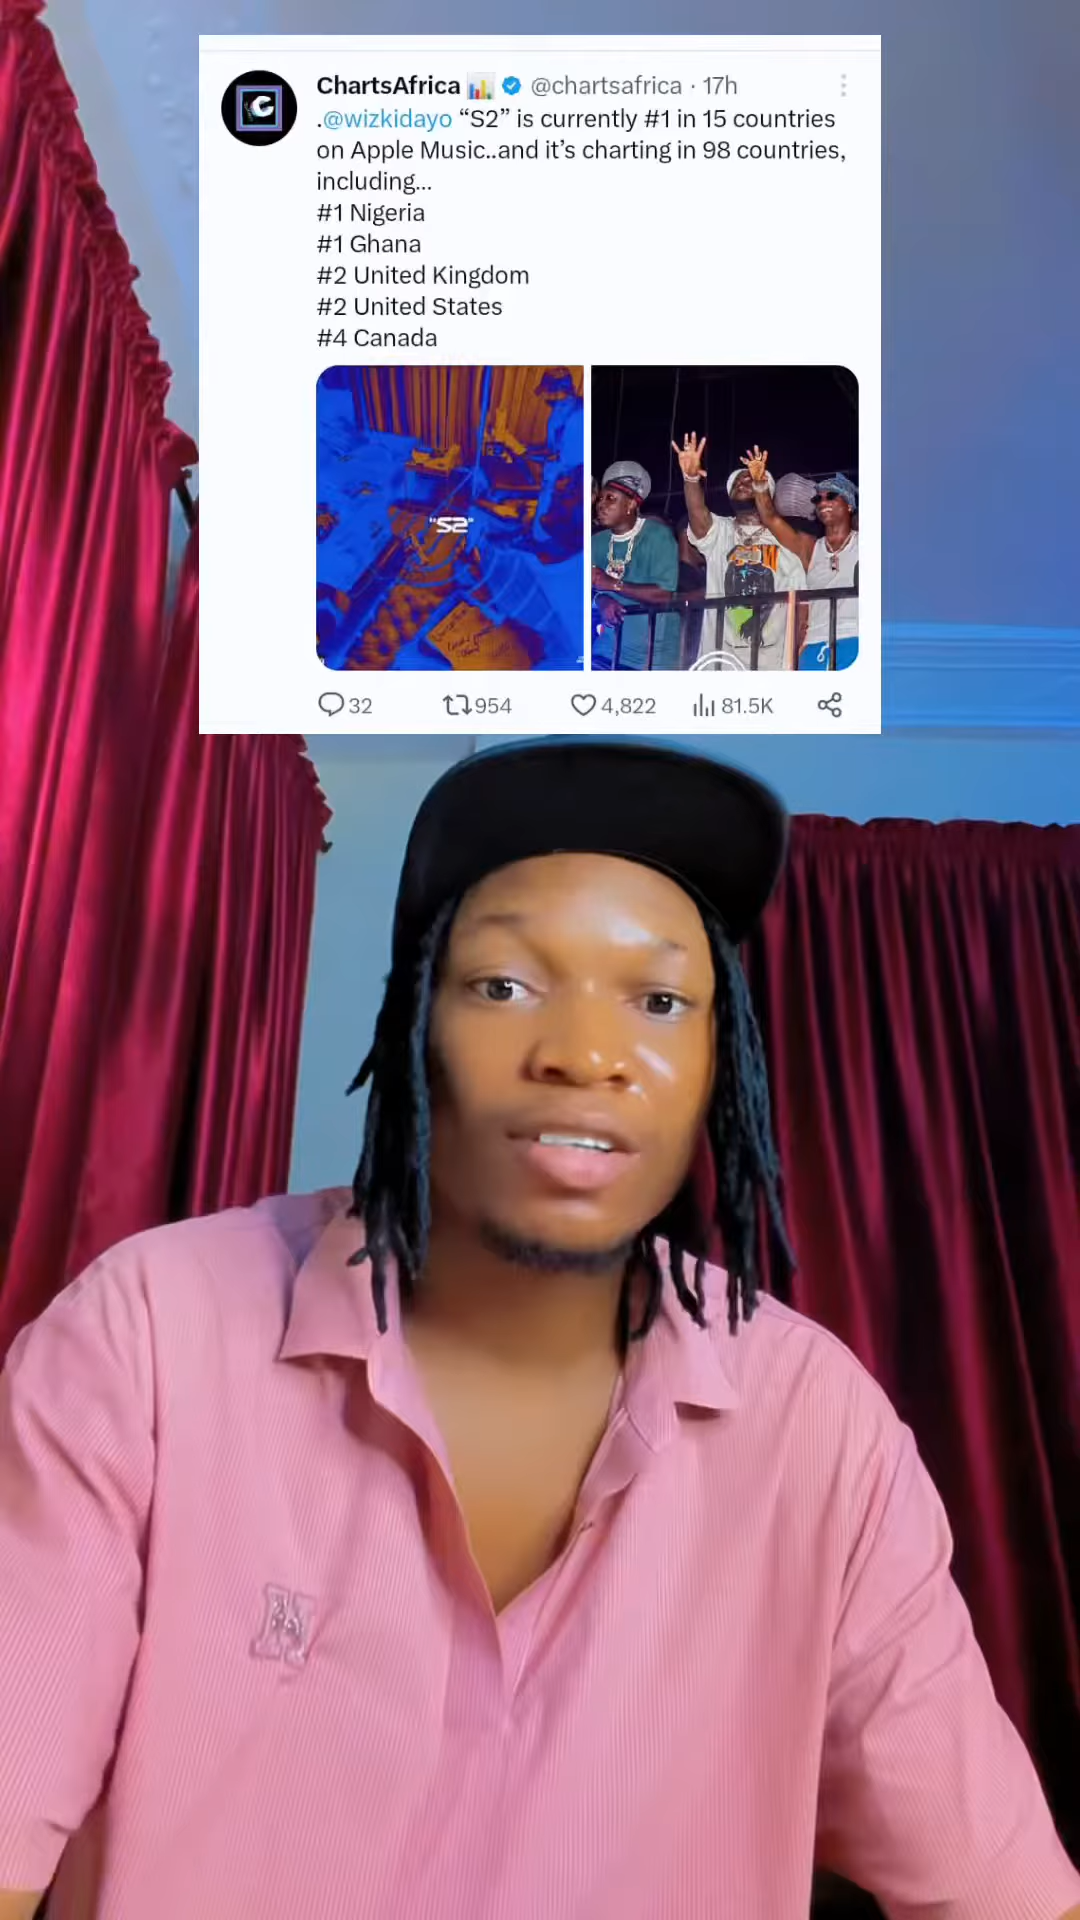 ChartsAfrica 📊 @chartsafrica · 17h
.@wizkidayo “S2” is currently #1 in 15 countries
on Apple Music..and it’s charting in 98 countries,
including...
#1 Nigeria
#1 Ghana
#2 United Kingdom
#2 United States
#4 Canada
"S2"
32 954 4,822 81.5K